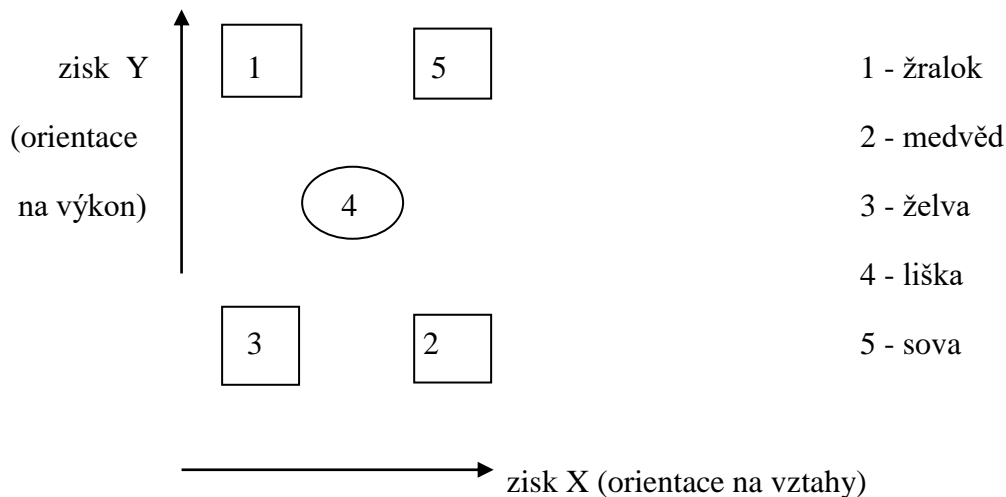 zisk Y 1 5 1 - žralok
(orientace 2 - medvěd
na výkon) 4 3 - želva
4 - liška
3 2 5 - sova
zisk X (orientace na vztahy)